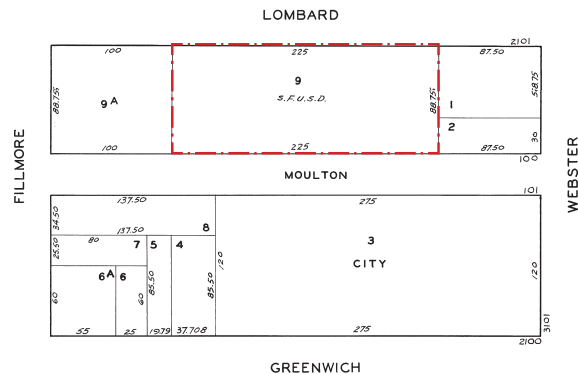 LOMBARD
100 225 87.50 2101
9
S.F.U.S.D.
88.75
9A
88.75
1
58.75
2
30
100 225 87.50 100
FILLMORE
WEBSTER
MOULTON
137.50 275 101
34.50
137.50 8
25.50
80 7 5 4
3
CITY
6A 6
60
60
85.50
85.50
120
120
55 25 19.79 37.708 275 3101
2100
GREENWICH